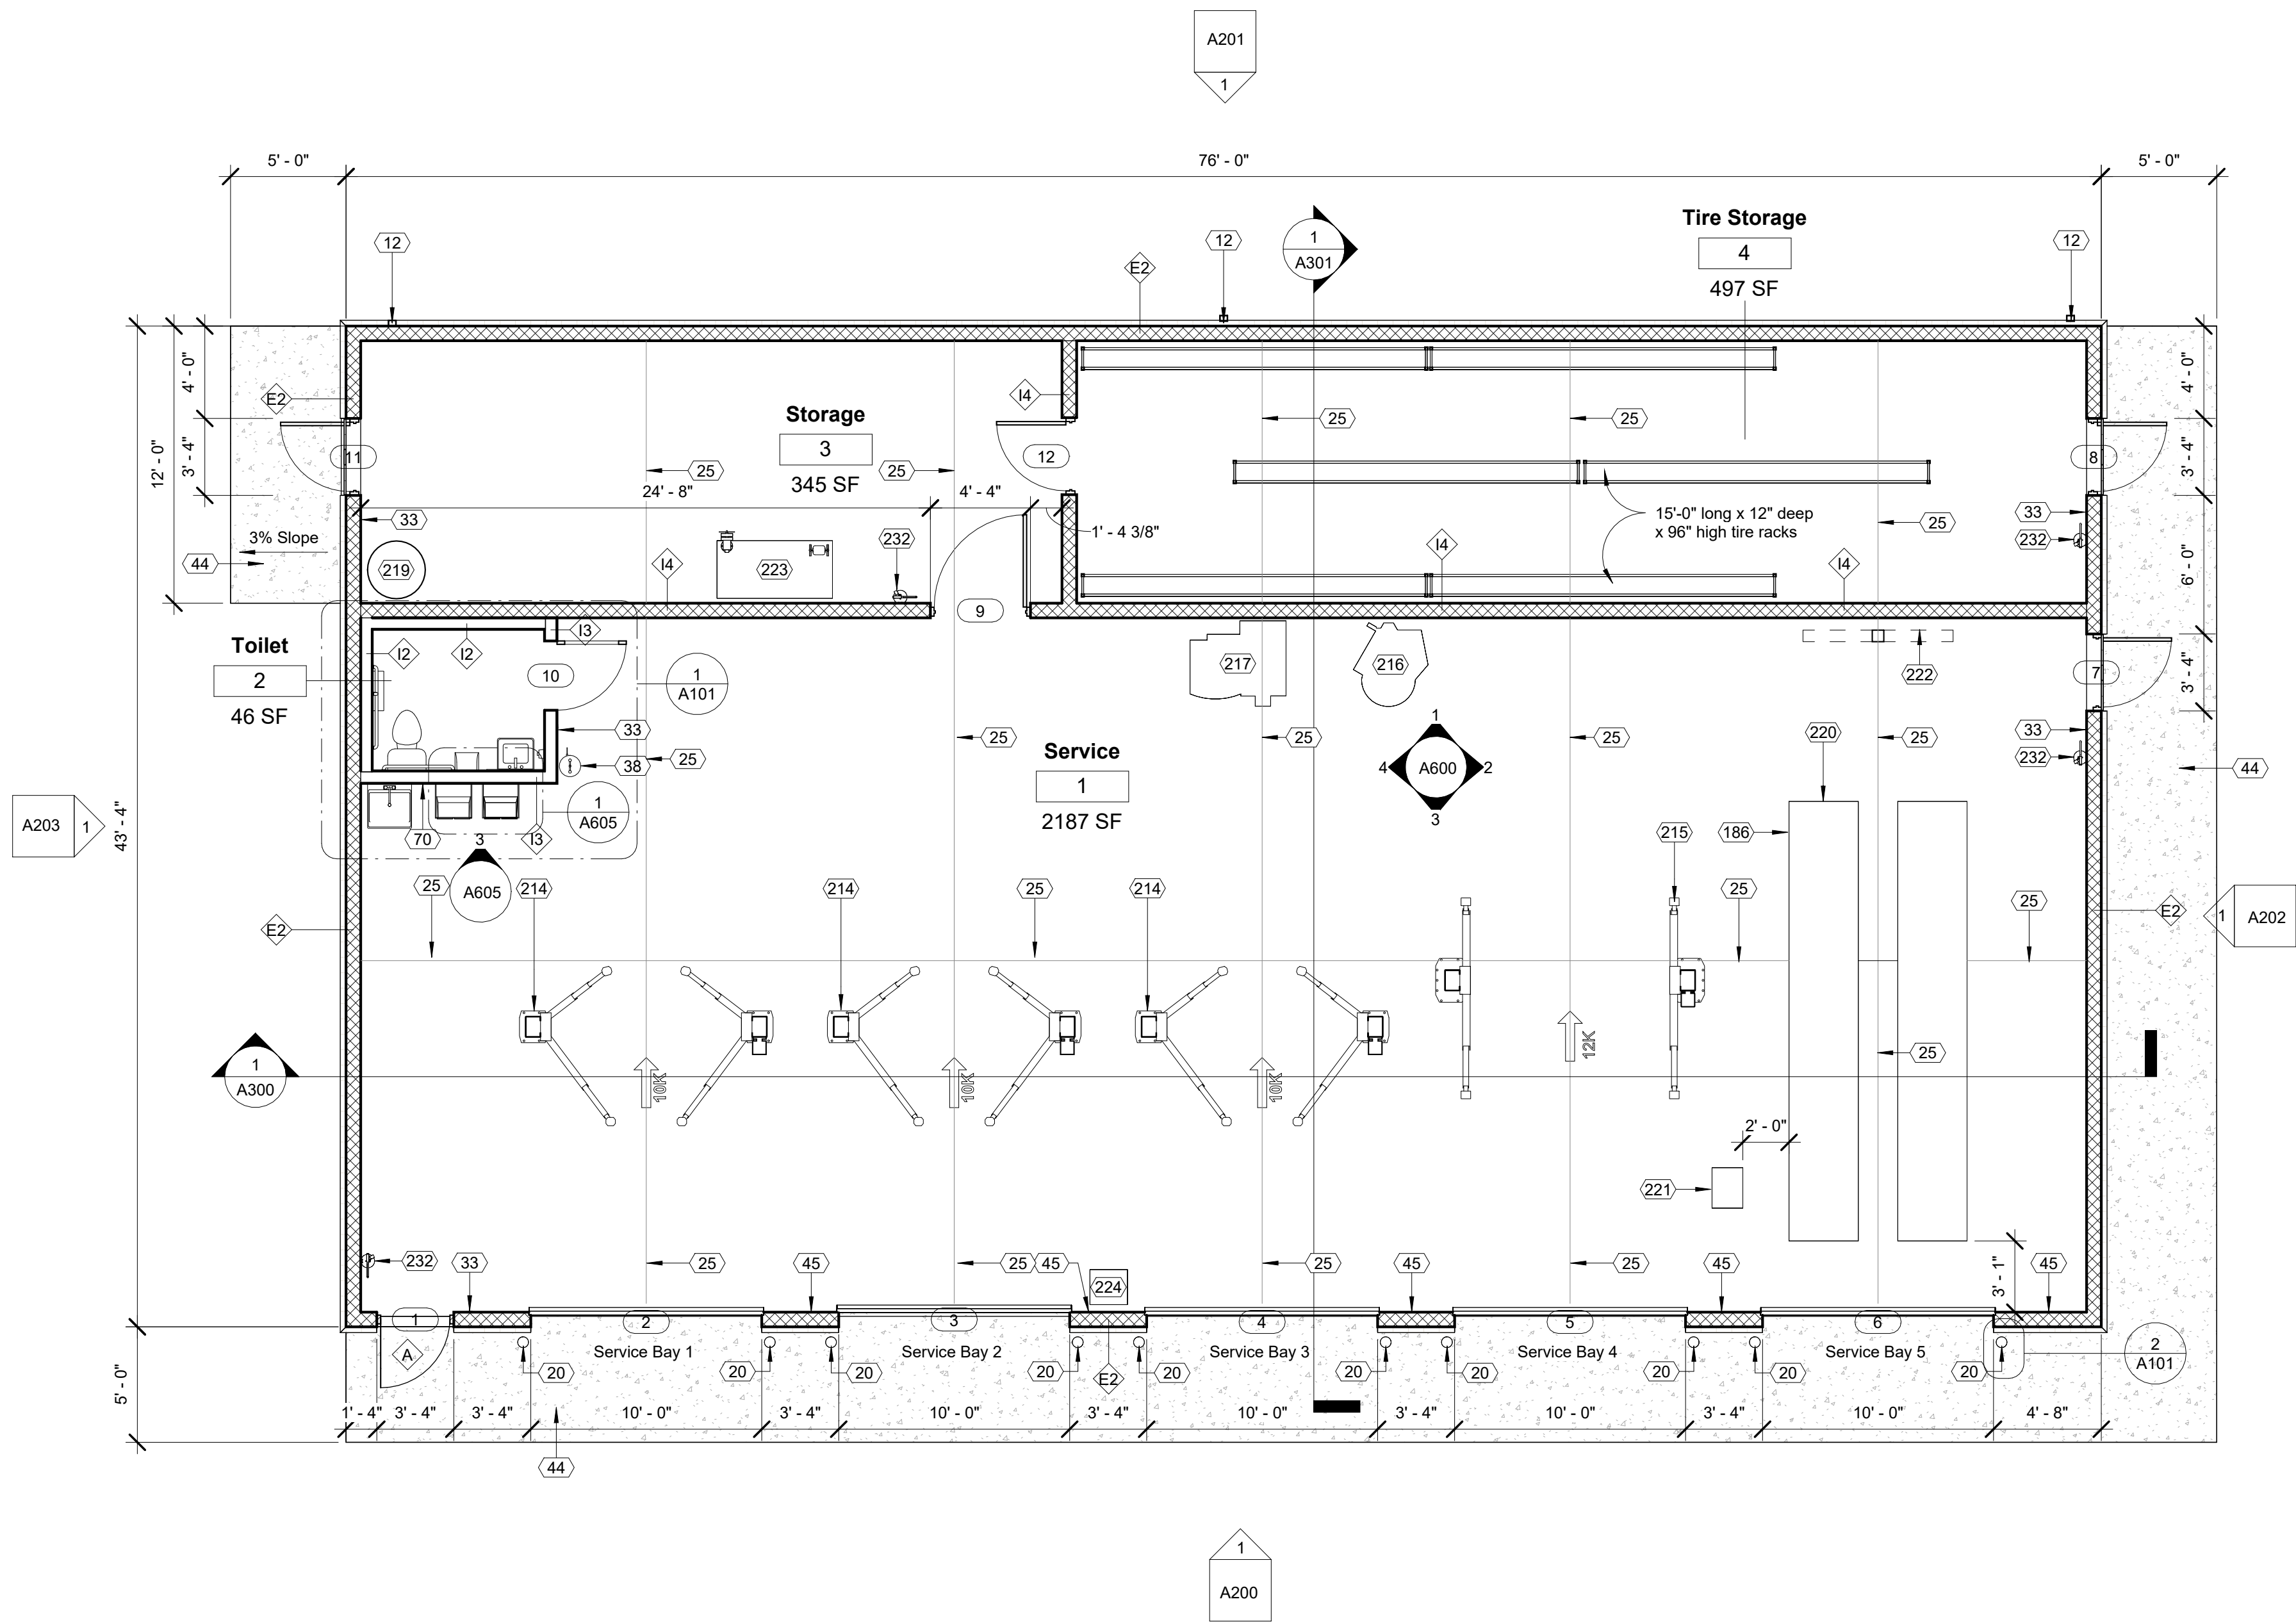 A201
1
5' - 0"
76' - 0"
5' - 0"
Tire Storage
4
497 SF
12
12
12
1
A301
E2
4' - 0"
3' - 4"
12' - 0"
E2
11
Storage
3
345 SF
I4
12
25
25
25
25
4' - 0"
3' - 4"
8
24' - 8"
4' - 4"
1' - 4 3/8"
15'-0" long x 12" deep
x 96" high tire racks
33
33
25
232
3% Slope
44
219
I4
223
232
9
I4
I4
6' - 0"
Toilet
2
46 SF
I2
I2
I3
10
1
A101
217
216
222
7
3' - 4"
33
38
25
25
Service
1
2187 SF
25
25
25
1
2
3
4
A600
220
33
232
44
A203
1
43' - 4"
70
I3
1
A605
3
A605
215
186
25
214
214
25
214
25
25
E2
E2
1
A202
1
A300
10K
10K
10K
12K
25
2' - 0"
221
3' - 1"
232
33
25
45
25
45
224
25
45
25
45
45
1
2
3
4
5
6
A
Service Bay 1
Service Bay 2
Service Bay 3
Service Bay 4
Service Bay 5
20
20
20
20
E2
20
20
20
20
20
20
2
A101
5' - 0"
1' - 4"
3' - 4"
3' - 4"
10' - 0"
3' - 4"
10' - 0"
3' - 4"
10' - 0"
3' - 4"
10' - 0"
3' - 4"
10' - 0"
4' - 8"
44
1
A200